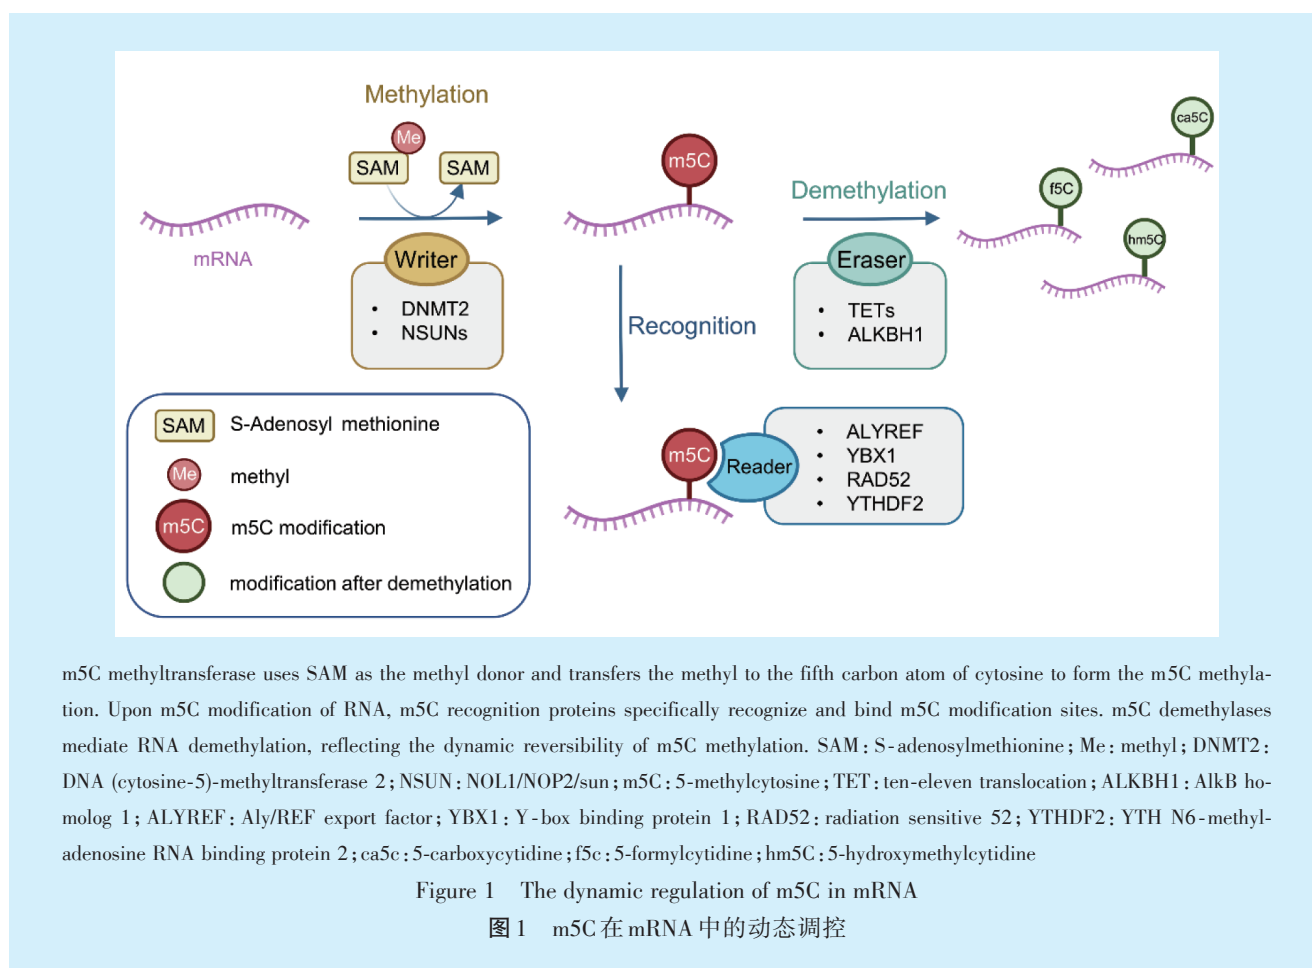 Methylation
Me
SAM
SAM
mRNA
Writer
• DNMT2
• NSUNs
m5C
Demethylation
Eraser
• TETs
• ALKBH1
ca5C
f5C
hm5C
Recognition
m5C
Reader
• ALYREF
• YBX1
• RAD52
• YTHDF2
SAM S-Adenosyl methionine
Me methyl
m5C m5C modification
modification after demethylation
m5C methyltransferase uses SAM as the methyl donor and transfers the methyl to the fifth carbon atom of cytosine to form the m5C methyla-
tion. Upon m5C modification of RNA, m5C recognition proteins specifically recognize and bind m5C modification sites. m5C demethylases
mediate RNA demethylation, reflecting the dynamic reversibility of m5C methylation. SAM: S-adenosylmethionine; Me: methyl; DNMT2:
DNA (cytosine-5)-methyltransferase 2; NSUN: NOL1/NOP2/sun; m5C: 5-methylcytosine; TET: ten-eleven translocation; ALKBH1: AlkB ho-
molog 1; ALYREF: Aly/REF export factor; YBX1: Y-box binding protein 1; RAD52: radiation sensitive 52; YTHDF2: YTH N6-methyl-
adenosine RNA binding protein 2; ca5c: 5-carboxycytidine; f5c: 5-formylcytidine; hm5C: 5-hydroxymethylcytidine
Figure 1 The dynamic regulation of m5C in mRNA
图1 m5C在mRNA中的动态调控